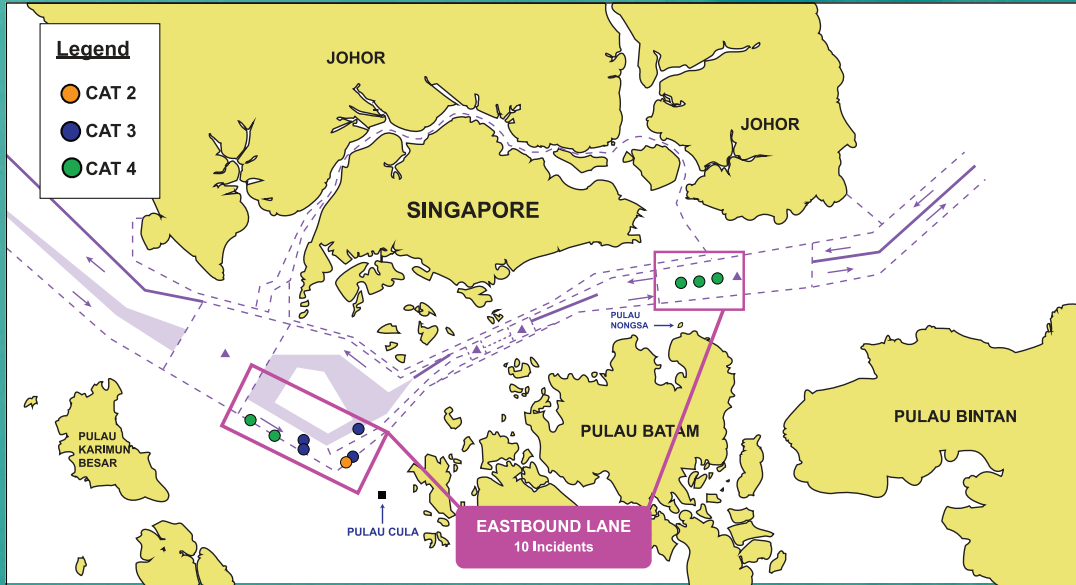 Legend
CAT 2
CAT 3
CAT 4
JOHOR
JOHOR
SINGAPORE
PULAU
NONGSA
PULAU BATAM
PULAU BINTAN
PULAU
KARIMUN
BESAR
PULAU CULA
EASTBOUND LANE
10 Incidents